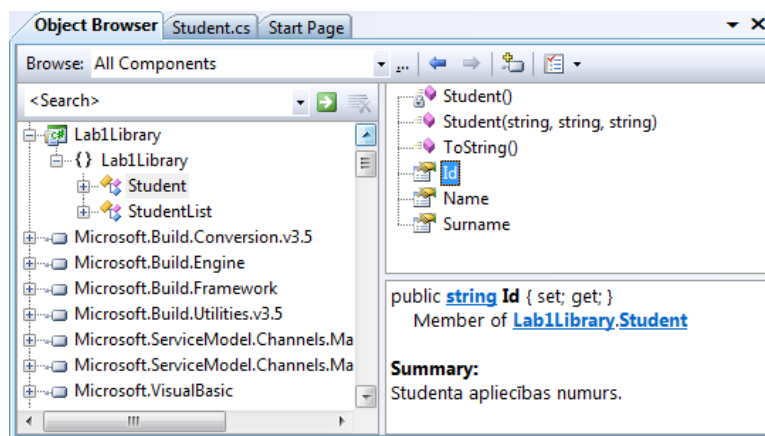 Object Browser Student.cs Start Page
Browse: All Components ...
<Search>
Lab1Library
{} Lab1Library
Student
StudentList
Microsoft.Build.Conversion.v3.5
Microsoft.Build.Engine
Microsoft.Build.Framework
Microsoft.Build.Utilities.v3.5
Microsoft.ServiceModel.Channels.Ma
Microsoft.ServiceModel.Channels.Ma
Microsoft.VisualBasic
Student()
Student(string, string, string)
ToString()
Id
Name
Surname
public string Id { set; get; }
Member of Lab1Library.Student
Summary:
Studenta apliecības numurs.